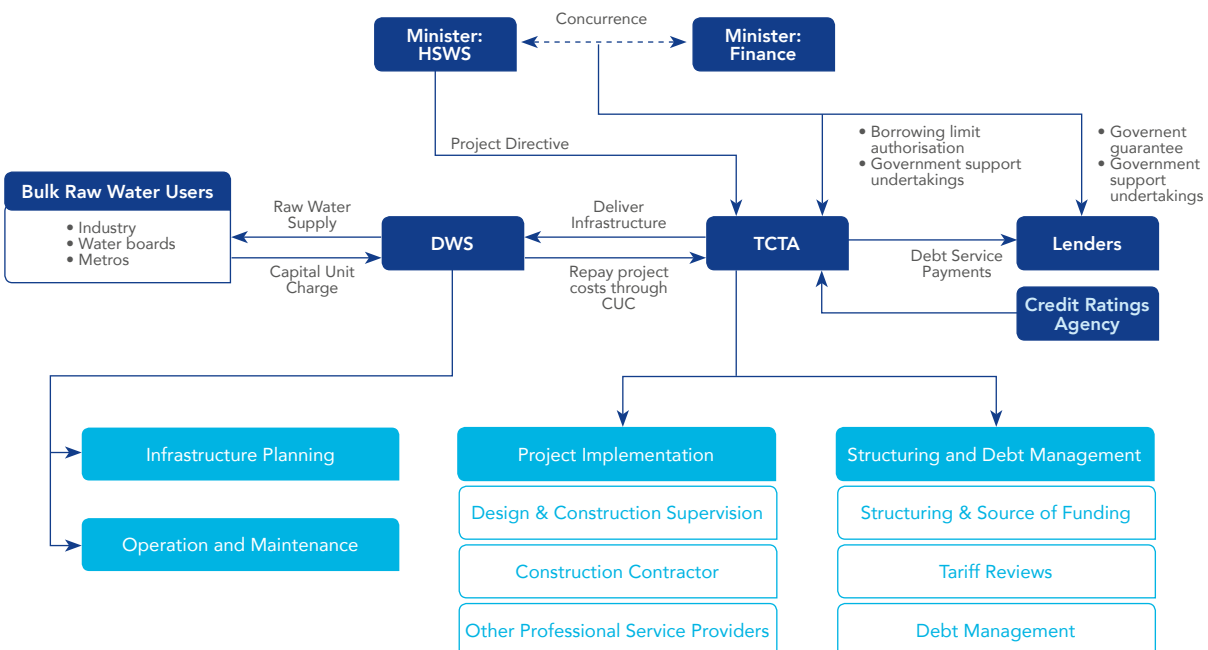 Concurrence
Minister:
HSWS
Minister:
Finance
Project Directive
• Borrowing limit
authorisation
• Government support
undertakings
• Governent
guarantee
• Government
support
undertakings
Bulk Raw Water Users
• Industry
• Water boards
• Metros
Raw Water
Supply
Capital Unit
Charge
DWS
Deliver
Infrastructure
Repay project
costs through
CUC
TCTA
Debt Service
Payments
Lenders
Credit Ratings
Agency
Infrastructure Planning
Operation and Maintenance
Project Implementation
Design & Construction Supervision
Construction Contractor
Other Professional Service Providers
Structuring and Debt Management
Structuring & Source of Funding
Tariff Reviews
Debt Management